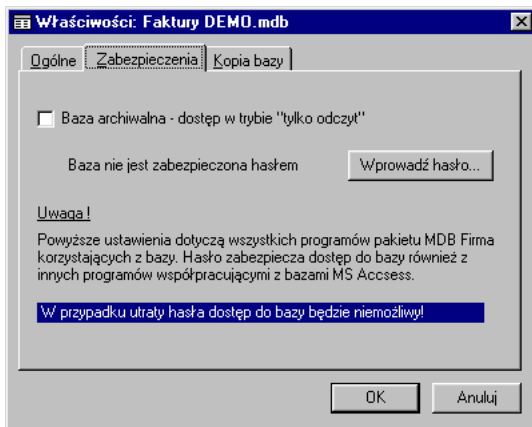 Właściwości: Faktury DEMO.mdb
Ogólne Zabezpieczenia Kopia bazy
Baza archiwalna - dostęp w trybie "tylko odczyt"
Baza nie jest zabezpieczona hasłem Wprowadź hasło...
Uwaga!
Powyższe ustawienia dotyczą wszystkich programów pakietu MDB Firma
korzystających z bazy. Hasło zabezpiecza dostęp do bazy również z
innych programów współpracującymi z bazami MS Accsess.
W przypadku utraty hasła dostęp do bazy będzie niemożliwy!
OK Anuluj